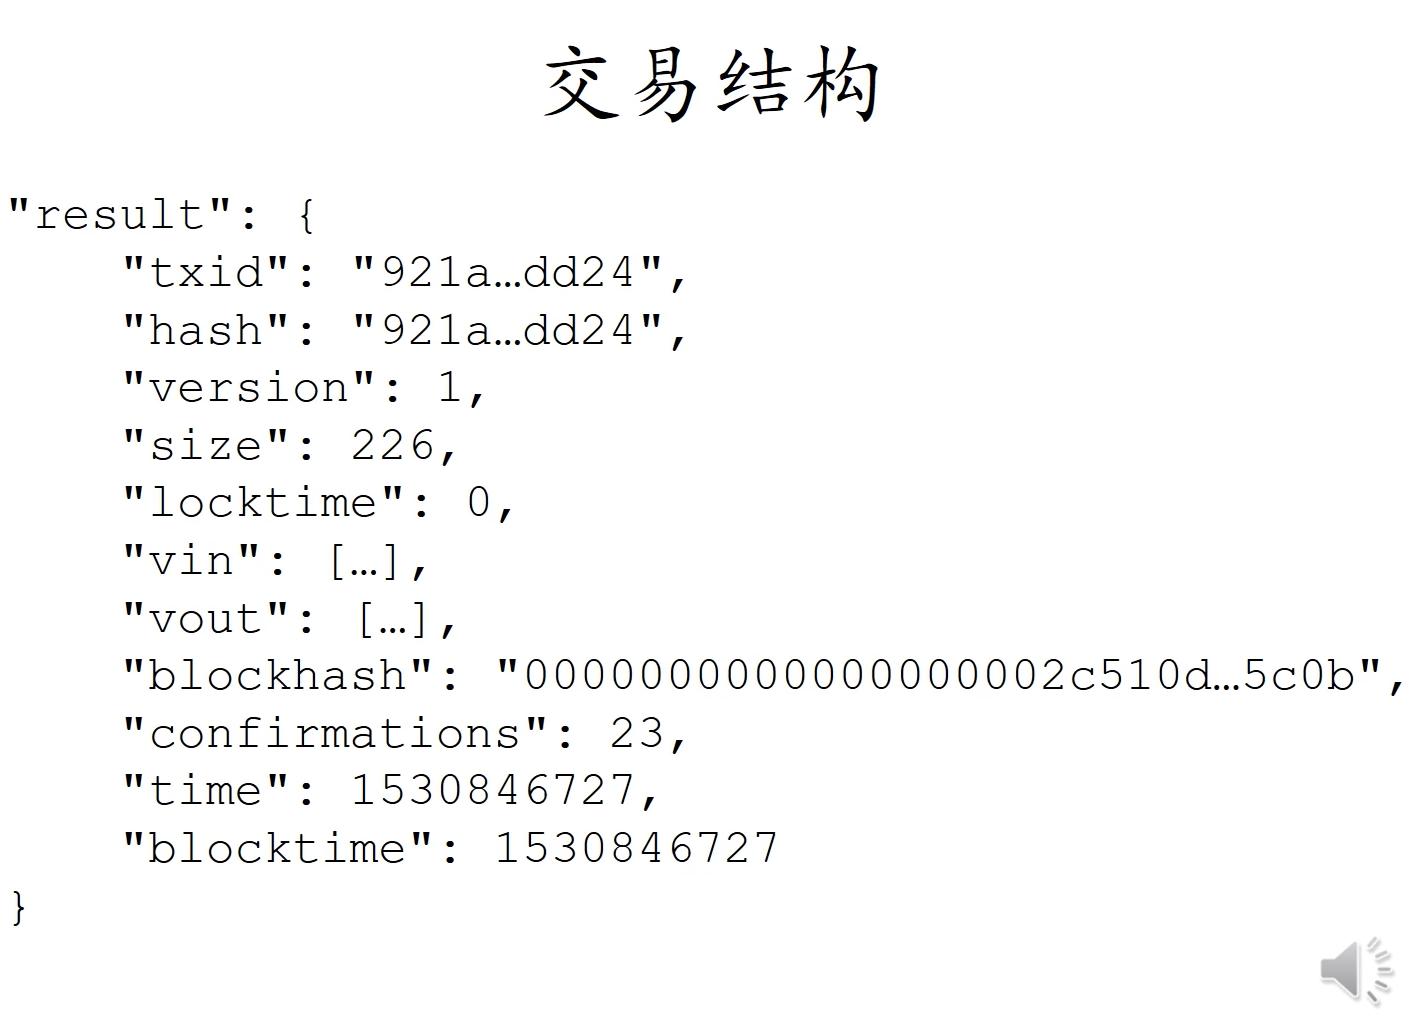 交易结构
"result": {
"txid": "921a…dd24",
"hash": "921a…dd24",
"version": 1,
"size": 226,
"locktime": 0,
"vin": […],
"vout": […],
"blockhash": "0000000000000000002c510d…5c0b",
"confirmations": 23,
"time": 1530846727,
"blocktime": 1530846727
}